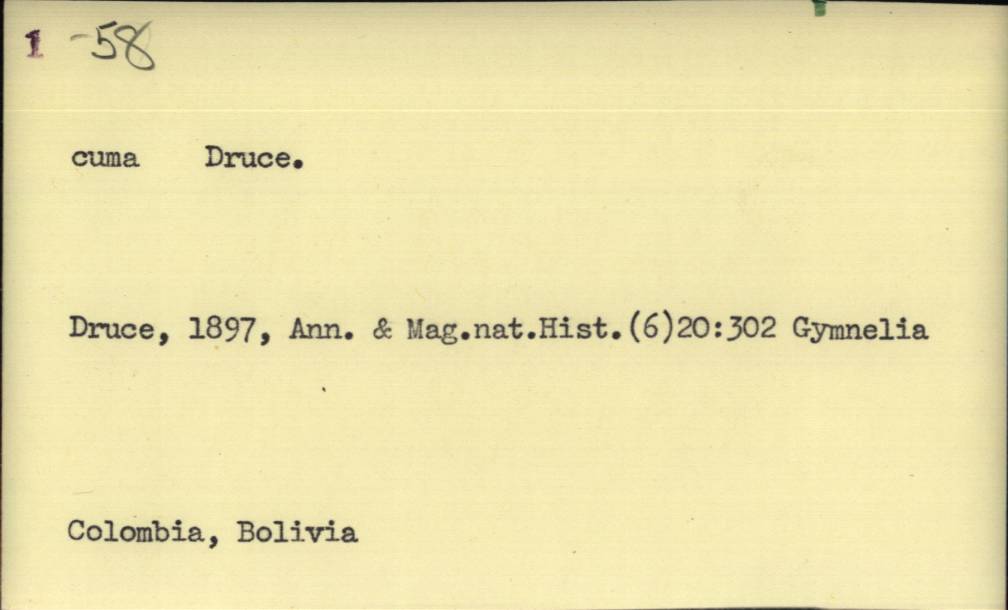 1 -58
cuma Druce.
Druce, 1897, Ann. & Mag.nat.Hist.(6)20:302 Gymnelia
Colombia, Bolivia